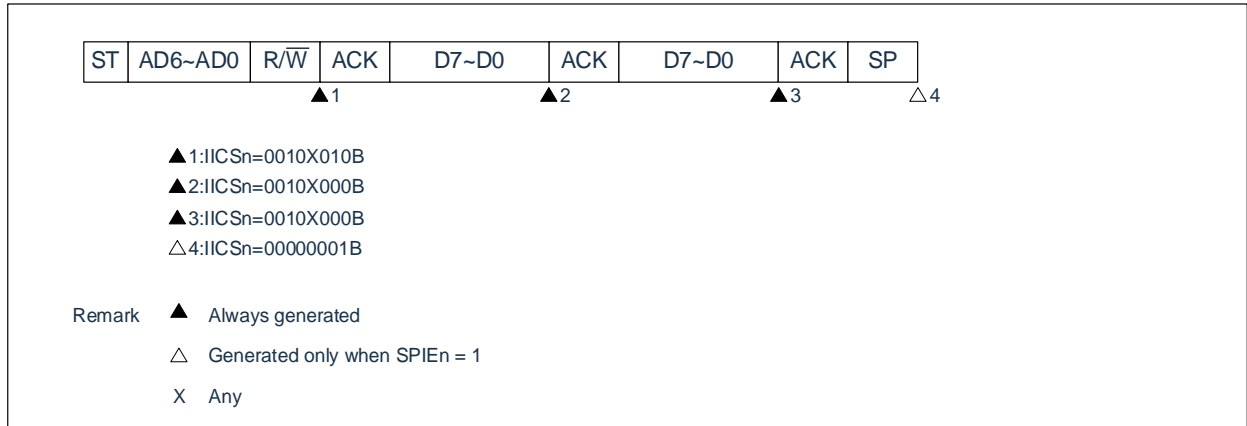 ST AD6~AD0 R/W̅ ACK D7~D0 ACK D7~D0 ACK SP
▲1 ▲2 ▲3 △4
▲1:IICSn=0010X010B
▲2:IICSn=0010X000B
▲3:IICSn=0010X000B
△4:IICSn=00000001B
Remark ▲ Always generated
△ Generated only when SPIEn = 1
X Any